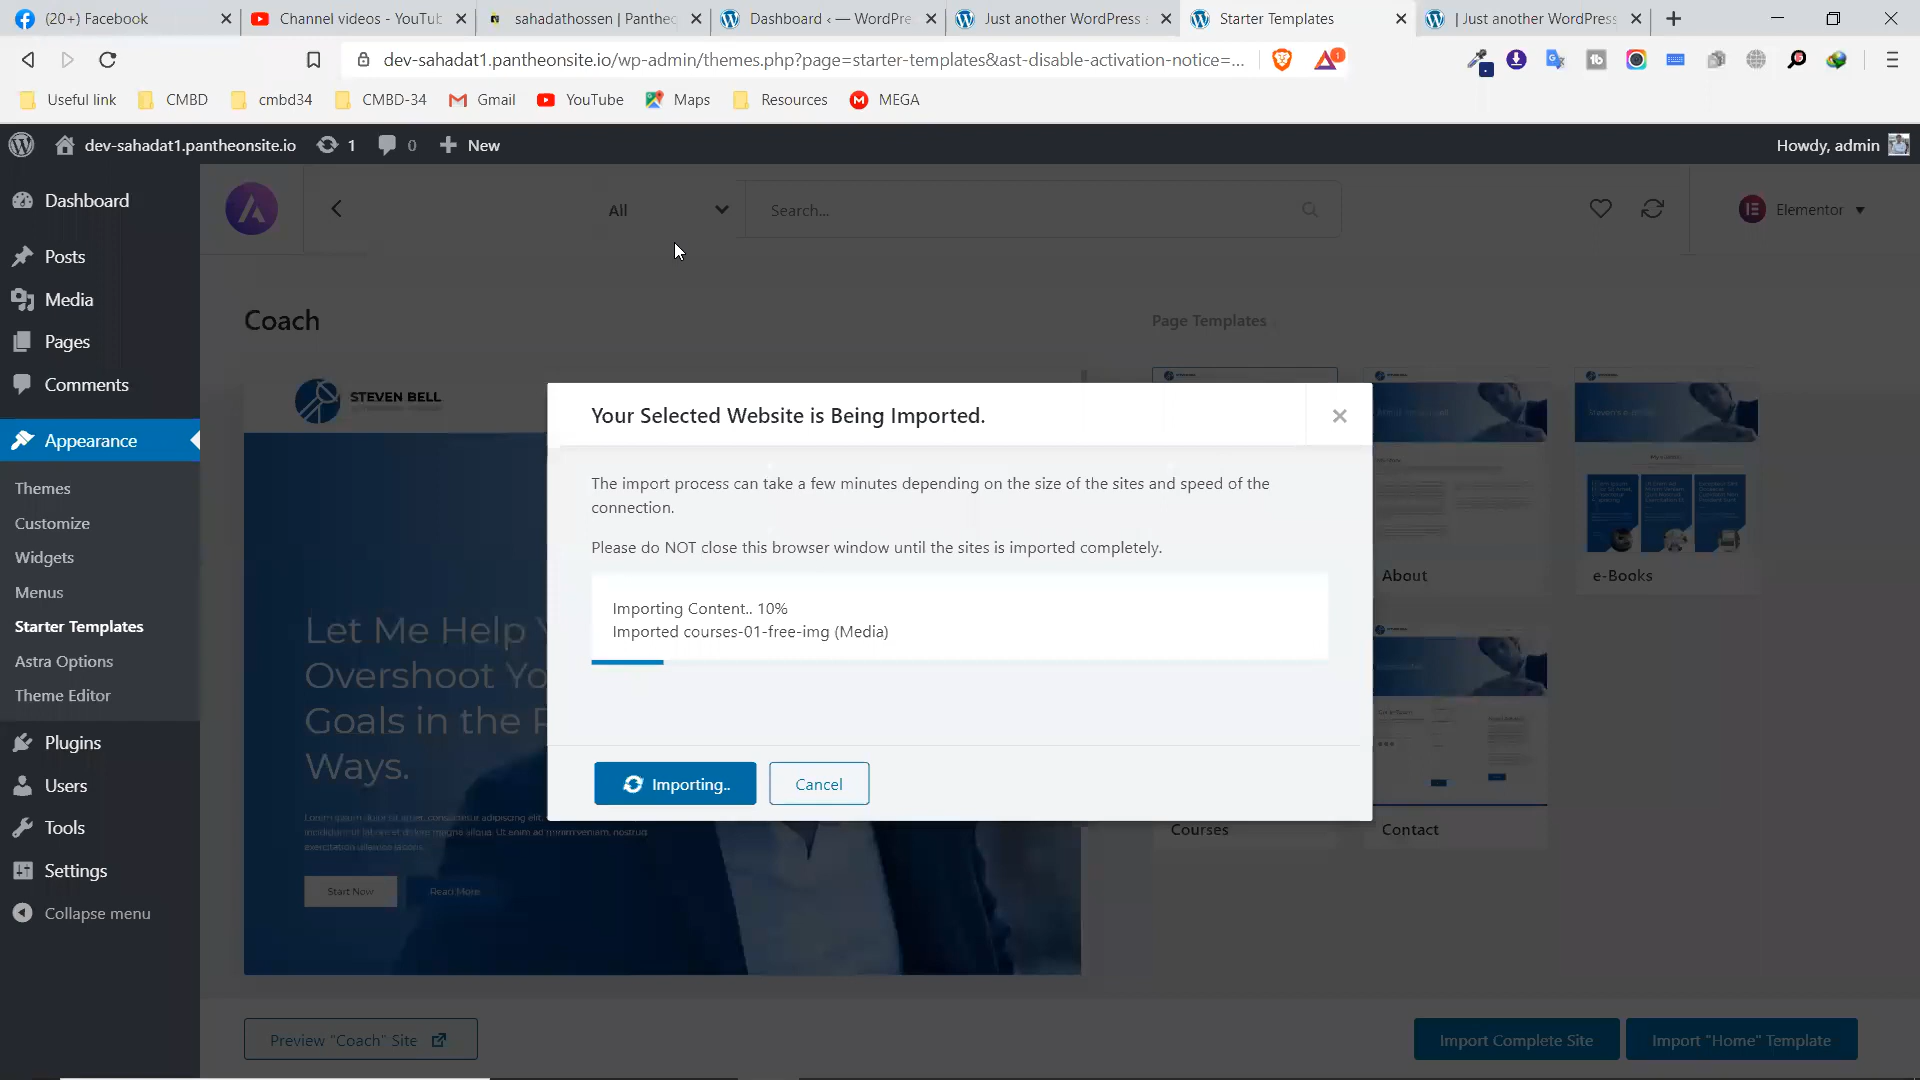 (20+) Facebook
Channel videos - YouTub
sahadathossen | Pantheo
Dashboard ‹ — WordPre
Just another WordPress s
Starter Templates
| Just another WordPress
dev-sahadat1.pantheonsite.io/wp-admin/themes.php?page=starter-templates&ast-disable-activation-notice=...
1
Useful link
CMBD
cmbd34
CMBD-34
Gmail
YouTube
Maps
Resources
MEGA
dev-sahadat1.pantheonsite.io
1
0
New
Howdy, admin
Dashboard
Posts
Media
Pages
Comments
Appearance
Themes
Customize
Widgets
Menus
Starter Templates
Astra Options
Theme Editor
Plugins
Users
Tools
Settings
Collapse menu
All
Search...
Elementor
Coach
Page Templates
STEVEN BELL
Let Me Help Y
Overshoot Yo
Goals in the
Ways.
Start Now
Read More
Your Selected Website is Being Imported.
The import process can take a few minutes depending on the size of the sites and speed of the
connection.
Please do NOT close this browser window until the sites is imported completely.
Importing Content.. 10%
Imported courses-01-free-img (Media)
Importing..
Cancel
About
e-Books
Courses
Contact
Preview "Coach" Site
Import Complete Site
Import "Home" Template